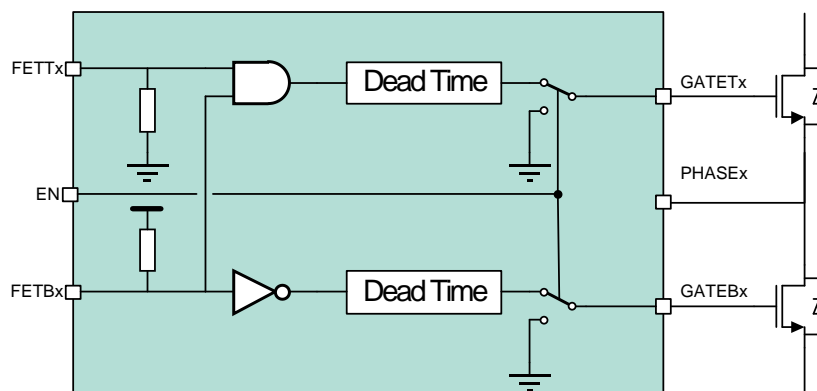 FETTx
Dead Time
GATETx
EN
PHASEx
FETBx
Dead Time
GATEBx